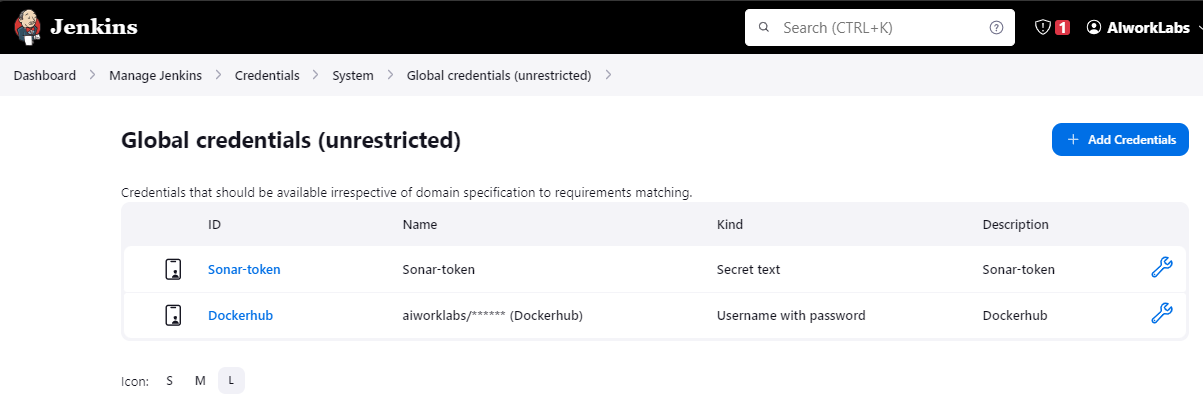 Jenkins
Search (CTRL+K)
1
AIworkLabs
Dashboard > Manage Jenkins > Credentials > System > Global credentials (unrestricted) >
Global credentials (unrestricted)
+ Add Credentials
Credentials that should be available irrespective of domain specification to requirements matching.
ID Name Kind Description
Sonar-token Sonar-token Secret text Sonar-token
Dockerhub aiworklabs/****** (Dockerhub) Username with password Dockerhub
Icon: S M L